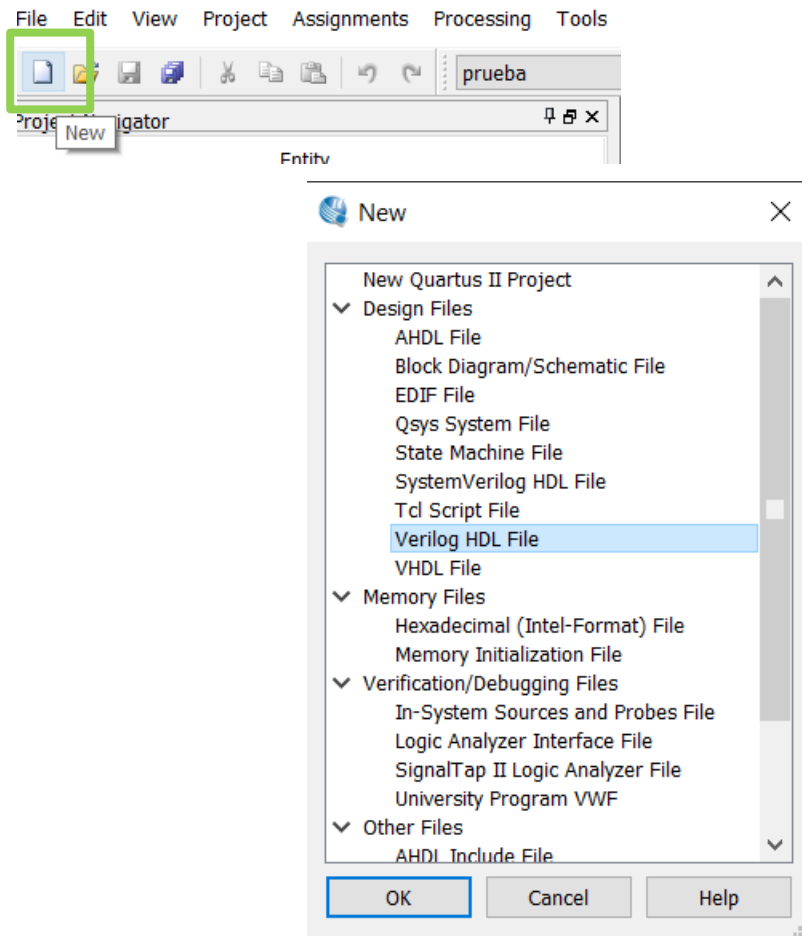 File Edit View Project Assignments Processing Tools
prueba
Project Navigator
New
Entity
New
New Quartus II Project
Design Files
AHDL File
Block Diagram/Schematic File
EDIF File
Qsys System File
State Machine File
SystemVerilog HDL File
Tcl Script File
Verilog HDL File
VHDL File
Memory Files
Hexadecimal (Intel-Format) File
Memory Initialization File
Verification/Debugging Files
In-System Sources and Probes File
Logic Analyzer Interface File
SignalTap II Logic Analyzer File
University Program VWF
Other Files
AHDL Include File
OK Cancel Help